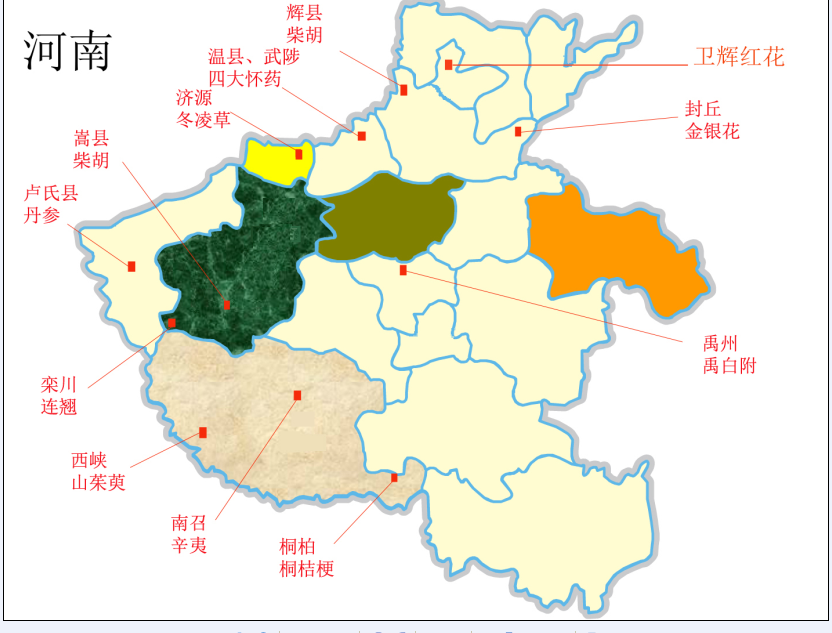 河南
辉县
柴胡
温县、武陟
四大怀药
卫辉红花
济源
冬凌草
封丘
金银花
嵩县
柴胡
卢氏县
丹参
禹州
禹白附
栾川
连翘
西峡
山茱萸
南召
辛夷
桐柏
桐桔梗